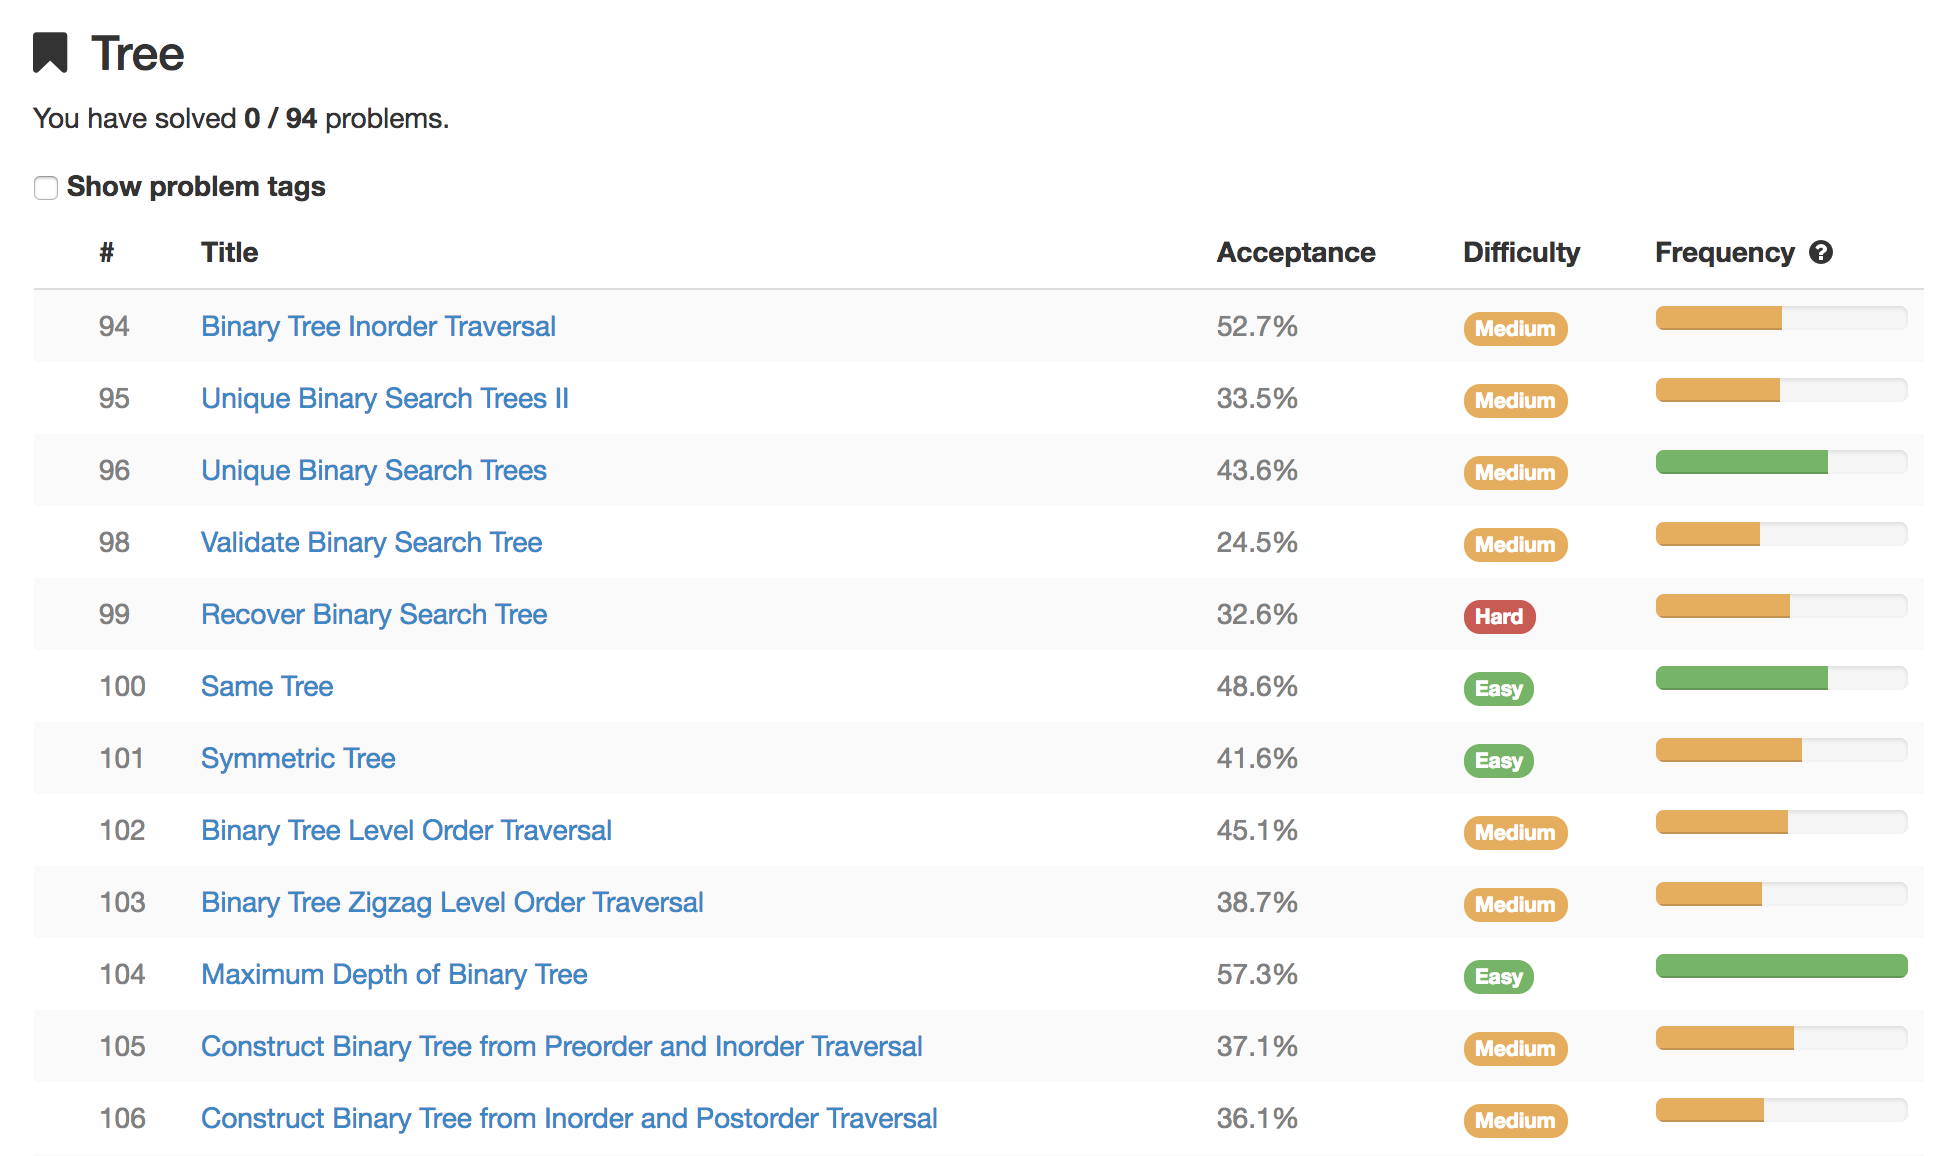 Tree
You have solved 0 / 94 problems.
Show problem tags
# Title Acceptance Difficulty Frequency ?
94 Binary Tree Inorder Traversal 52.7% Medium
95 Unique Binary Search Trees II 33.5% Medium
96 Unique Binary Search Trees 43.6% Medium
98 Validate Binary Search Tree 24.5% Medium
99 Recover Binary Search Tree 32.6% Hard
100 Same Tree 48.6% Easy
101 Symmetric Tree 41.6% Easy
102 Binary Tree Level Order Traversal 45.1% Medium
103 Binary Tree Zigzag Level Order Traversal 38.7% Medium
104 Maximum Depth of Binary Tree 57.3% Easy
105 Construct Binary Tree from Preorder and Inorder Traversal 37.1% Medium
106 Construct Binary Tree from Inorder and Postorder Traversal 36.1% Medium